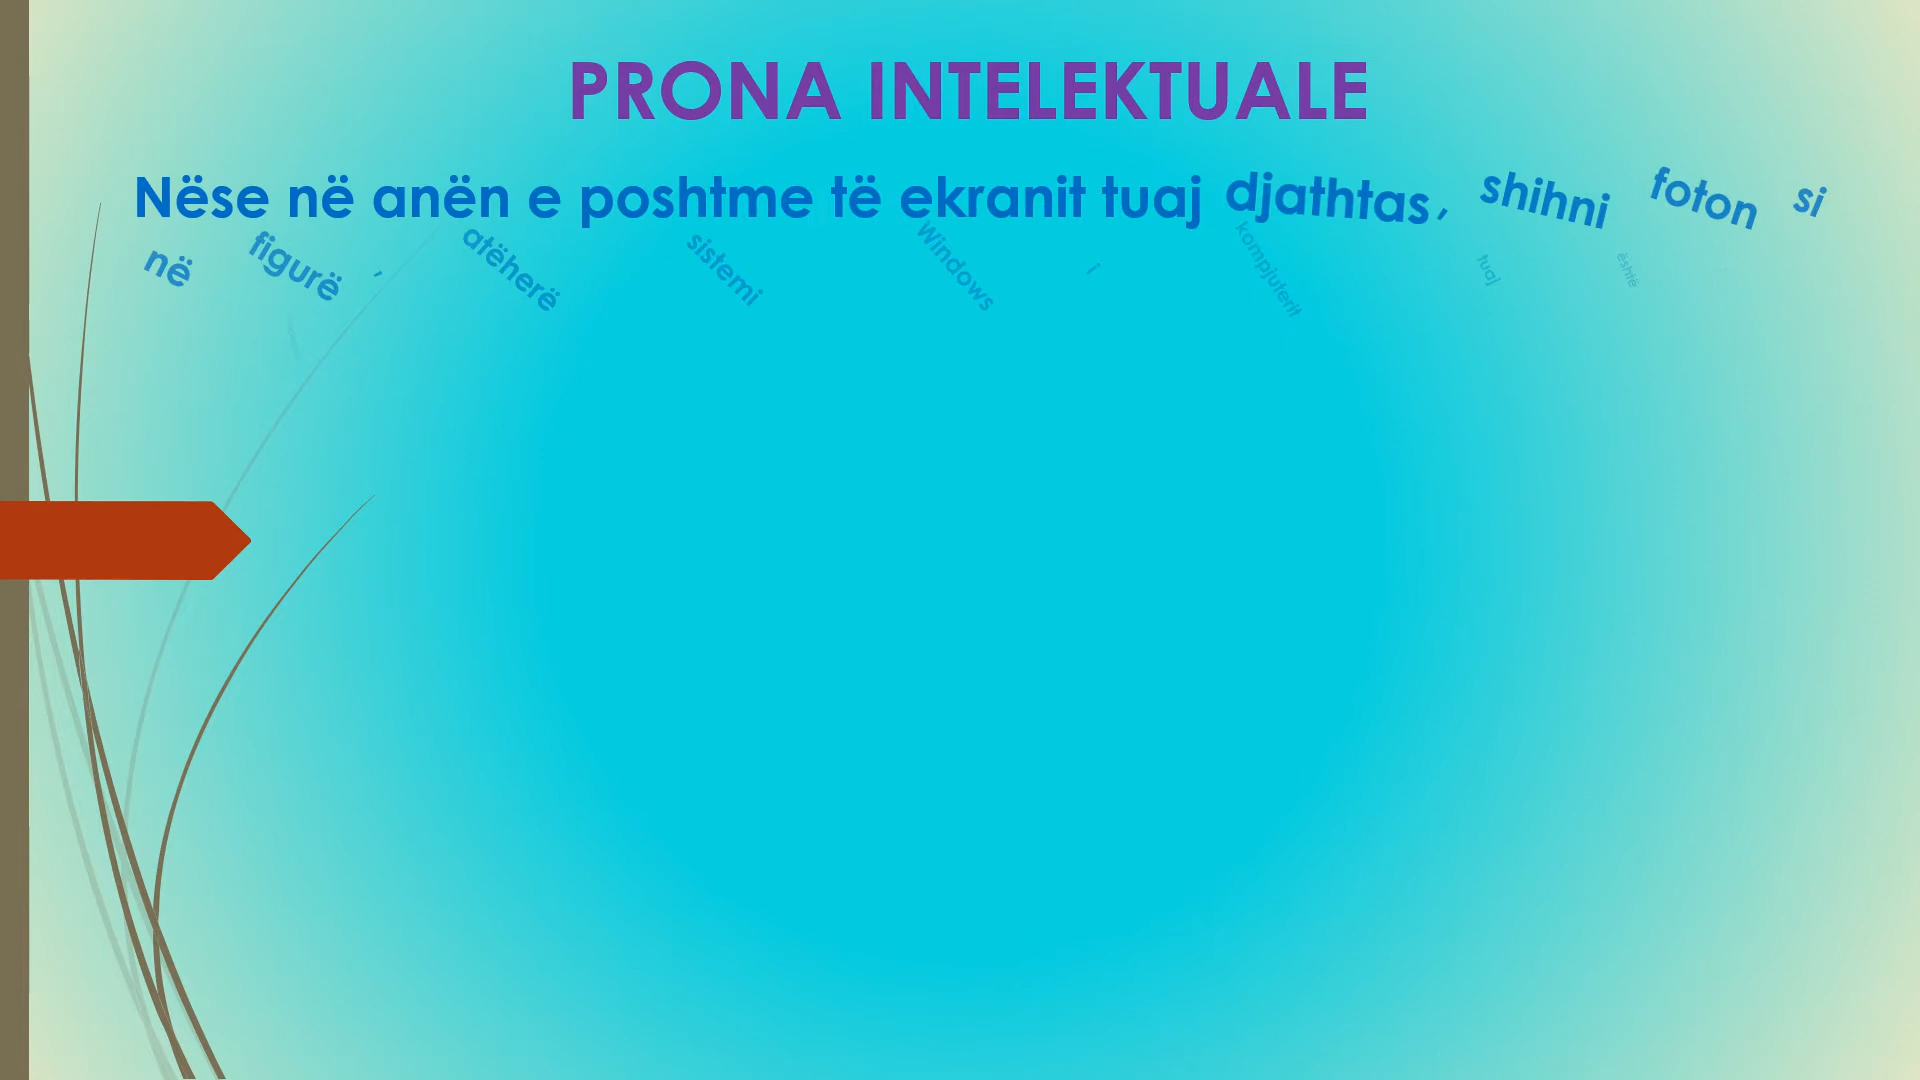 PRONA INTELEKTUALE
Nëse në anën e poshtme të ekranit tuaj djathtas, shihni foton si
në figurë , atëherë sistemi Windows i kompjuterit tuaj është